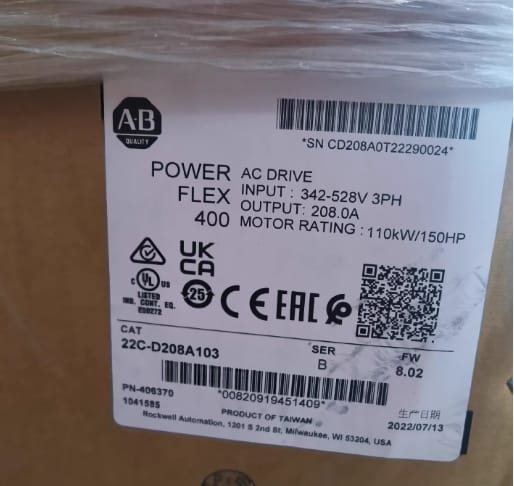 A-B
QUALITY
*SN CD208A0T22290024*
POWER
FLEX
400
AC DRIVE
INPUT : 342-528V 3PH
OUTPUT: 208.0A
MOTOR RATING : 110kW/150HP
UK
CA
C UL US
LISTED
IND. CONT. EQ.
E59272
25
CE EAC
CAT
22C-D208A103
SER
B
FW
8.02
PN-406370
1041585
*00820919451409*
PRODUCT OF TAIWAN
Rockwell Automation, 1201 S 2nd St, Milwaukee, WI 53204, USA
生产日期
2022/07/13